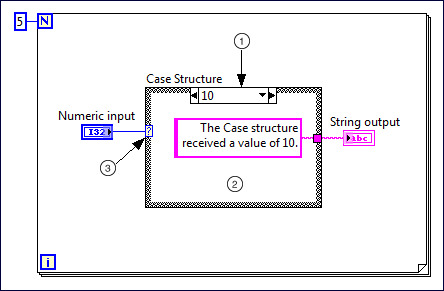 5 N
1
Case Structure
10
Numeric input
I32
?
The Case structure
received a value of 10.
String output
abc
3
2
i